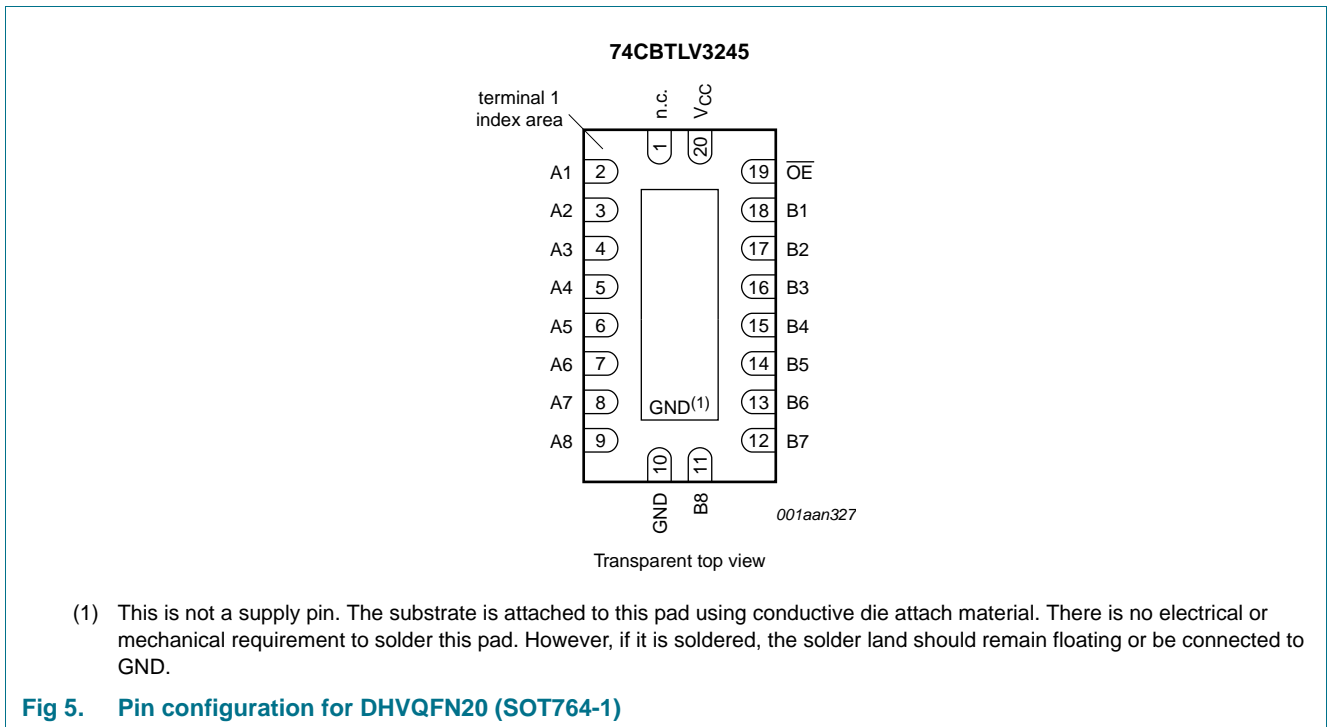 74CBTLV3245
terminal 1
index area
n.c.
VCC
1
20
A1 2 19 OE
A2 3 18 B1
A3 4 17 B2
A4 5 16 B3
A5 6 15 B4
A6 7 14 B5
A7 8 GND(1) 13 B6
A8 9 12 B7
10
11
GND
B8
001aan327
Transparent top view
(1) This is not a supply pin. The substrate is attached to this pad using conductive die attach material. There is no electrical or
mechanical requirement to solder this pad. However, if it is soldered, the solder land should remain floating or be connected to
GND.
Fig 5. Pin configuration for DHVQFN20 (SOT764-1)